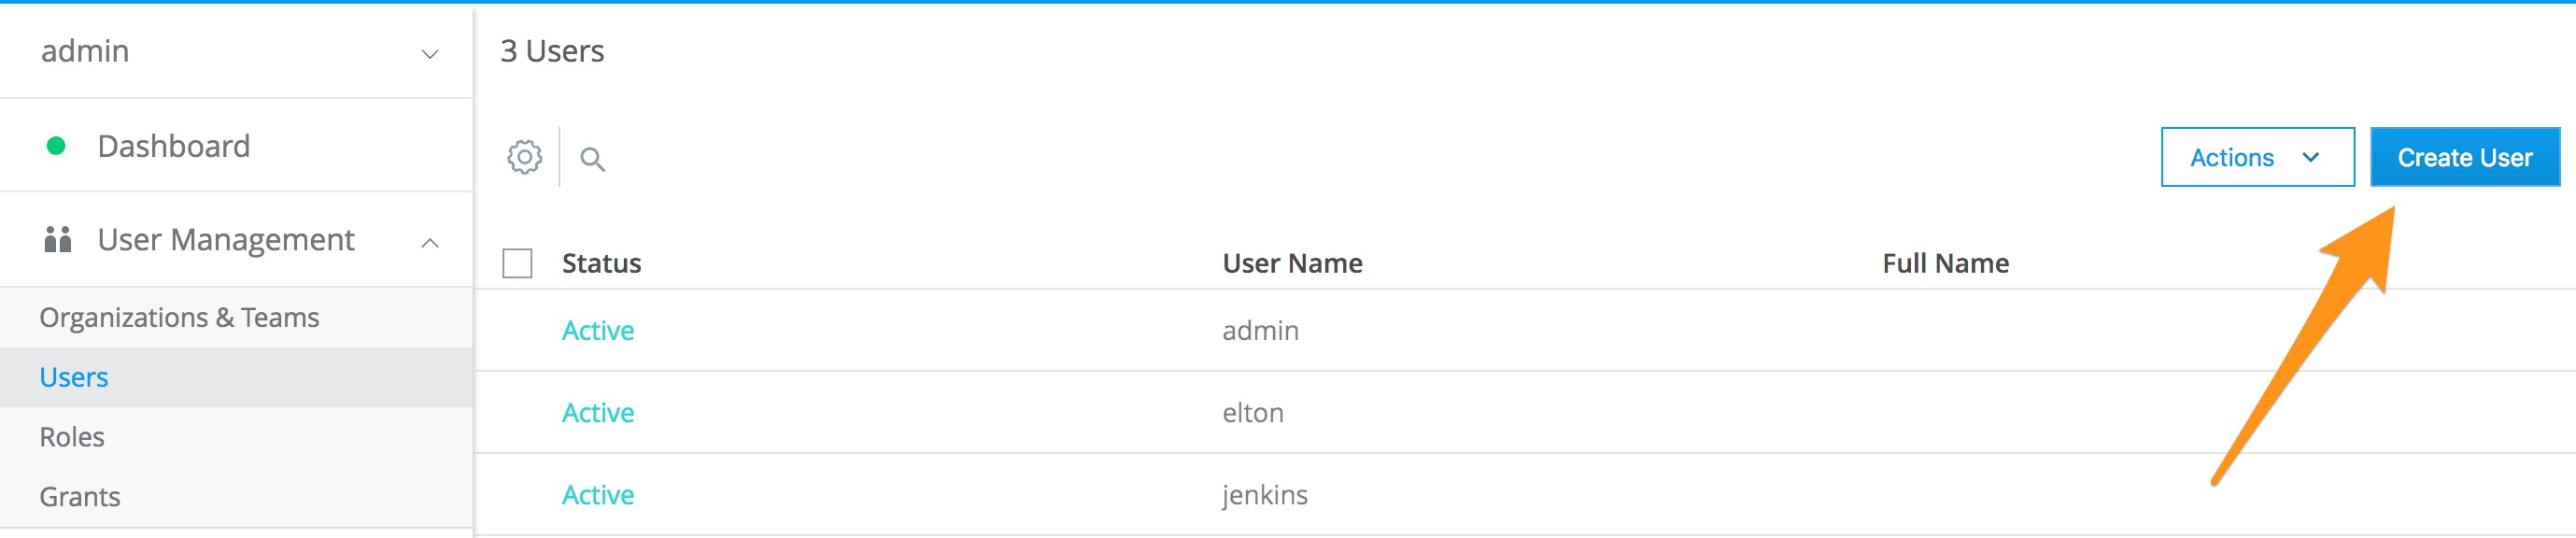 admin
Dashboard
User Management
Organizations & Teams
Users
Roles
Grants
3 Users
Actions
Create User
Status User Name Full Name
Active admin
Active elton
Active jenkins